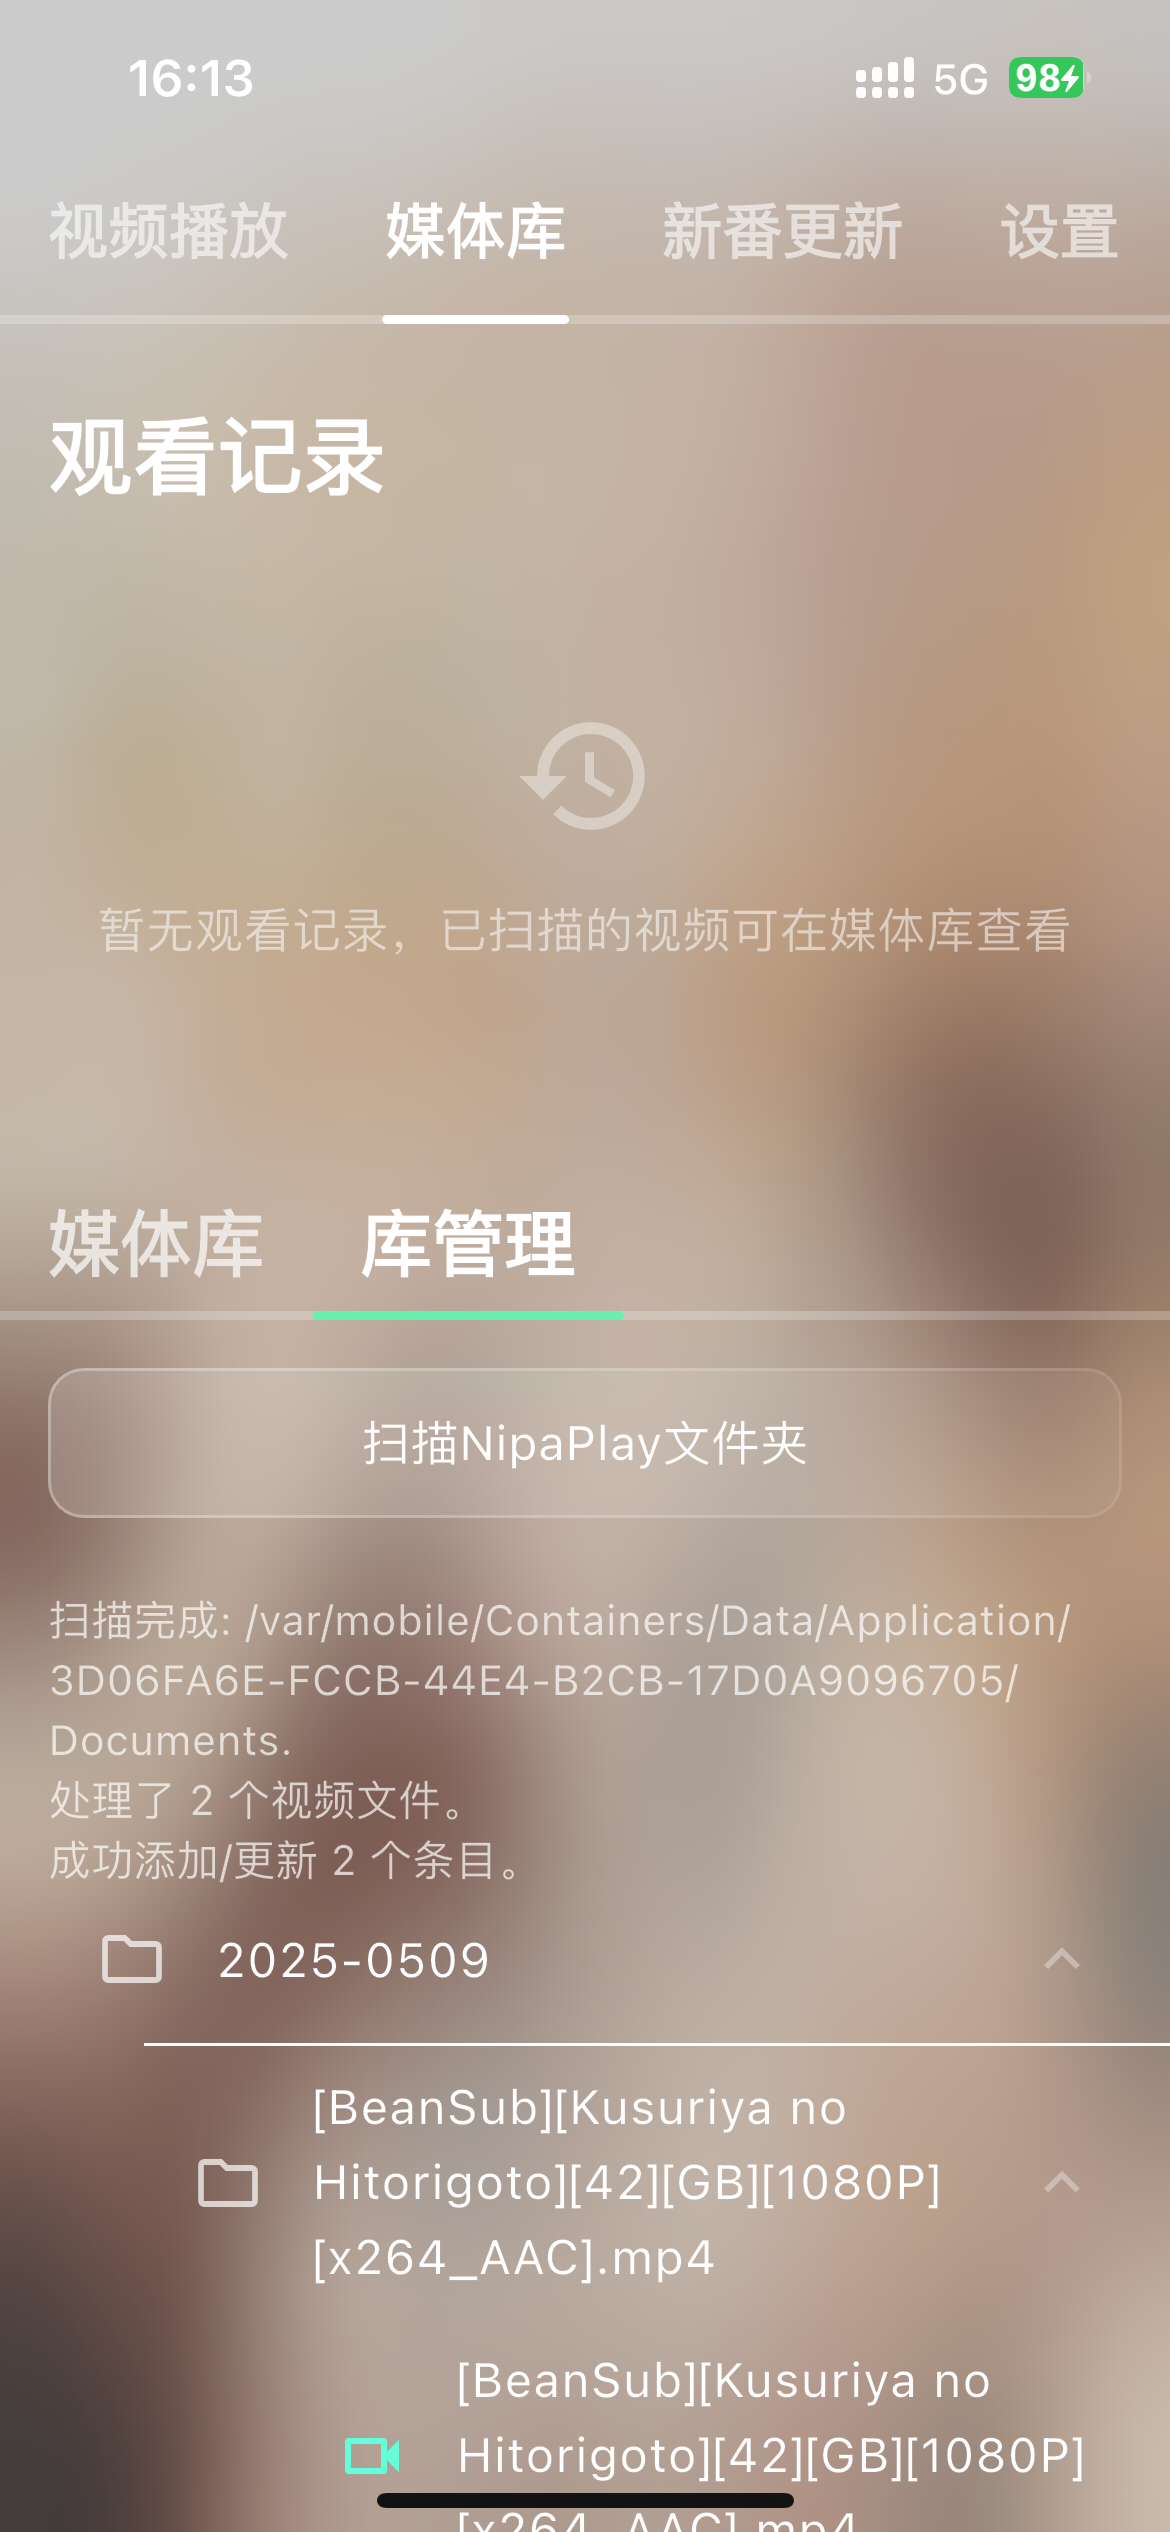 16:13 5G 98
视频播放 媒体库 新番更新 设置
观看记录
暂无观看记录，已扫描的视频可在媒体库查看
媒体库 库管理
扫描NipaPlay文件夹
扫描完成: /var/mobile/Containers/Data/Application/
3D06FA6E-FCCB-44E4-B2CB-17D0A9096705/
Documents.
处理了 2 个视频文件。
成功添加/更新 2 个条目。
2025-0509
[BeanSub][Kusuriya no
Hitorigoto][42][GB][1080P]
[x264_AAC].mp4
[BeanSub][Kusuriya no
Hitorigoto][42][GB][1080P]
[x264_AAC].mp4